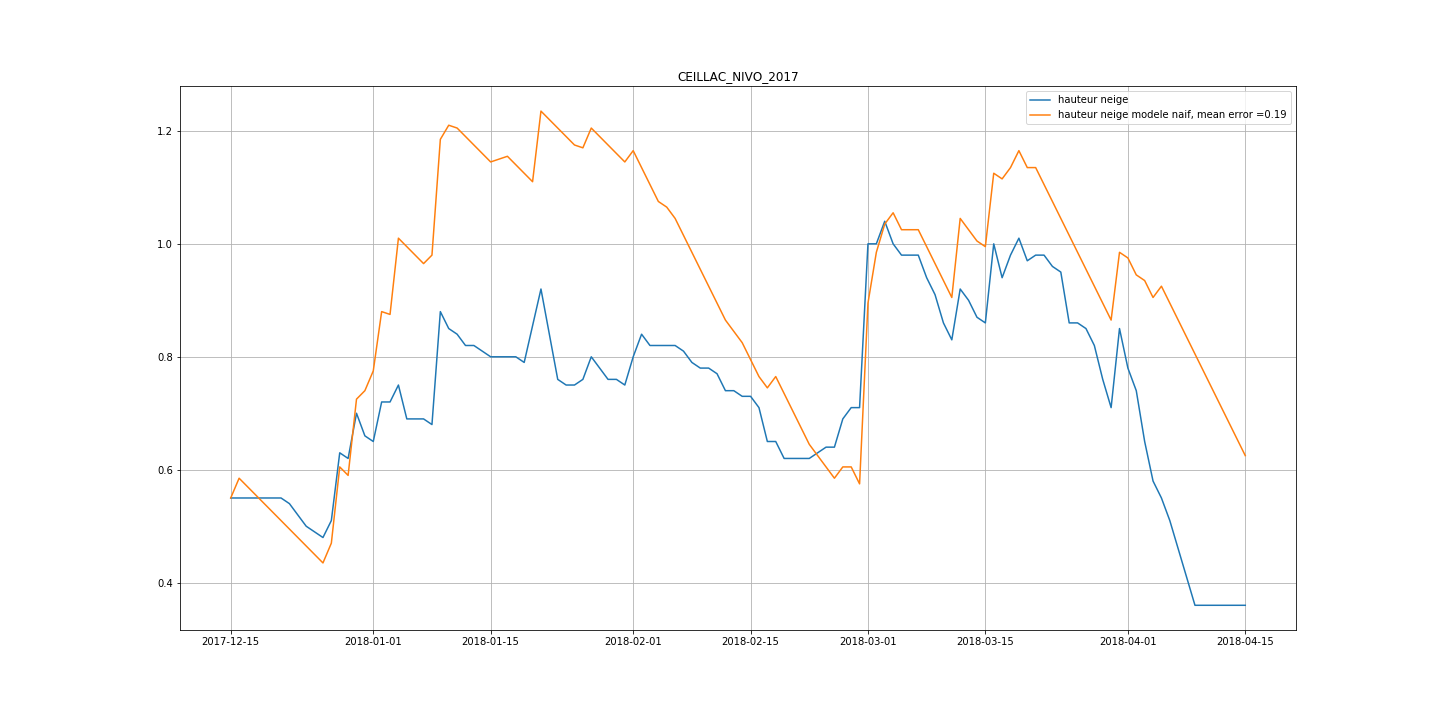 CEILLAC_NIVO_2017
hauteur neige
hauteur neige modele naif, mean error =0.19
1.2
1.0
0.8
0.6
0.4
2017-12-15 2018-01-01 2018-01-15 2018-02-01 2018-02-15 2018-03-01 2018-03-15 2018-04-01 2018-04-15